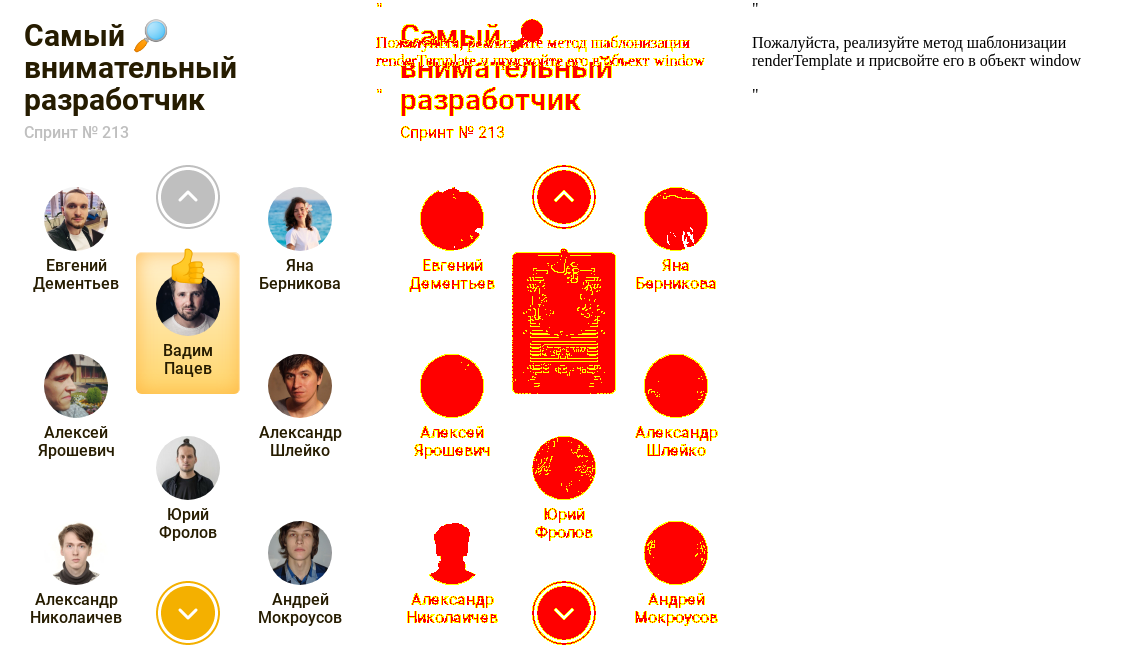 Самый
внимательный
разработчик
Спринт № 213
Евгений
Дементьев
Яна
Берникова
Вадим
Пацев
Алексей
Ярошевич
Александр
Шлейко
Юрий
Фролов
Александр
Николаичев
Андрей
Мокроусов
"
Пожалуйста, реализуйте метод шаблонизации
renderTemplate и присвойте его в объект window
"
Самый
внимательный
разработчик
Спринт № 213
Евгений
Дементьев
Яна
Берникова
Алексей
Ярошевич
Александр
Шлейко
Юрий
Фролов
Александр
Николаичев
Андрей
Мокроусов
"
Пожалуйста, реализуйте метод шаблонизации
renderTemplate и присвойте его в объект window
"